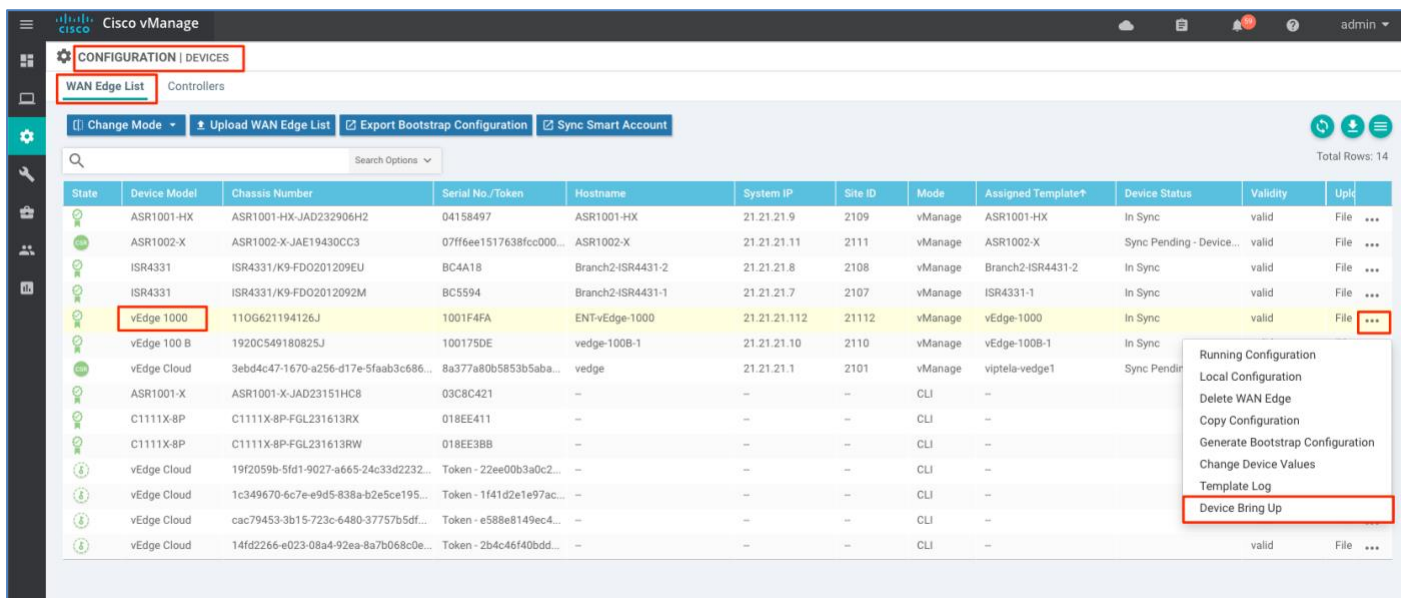 cisco Cisco vManage 59 admin
CONFIGURATION | DEVICES
WAN Edge List Controllers
Change Mode Upload WAN Edge List Export Bootstrap Configuration Sync Smart Account
Search Options Total Rows: 14
State Device Model Chassis Number Serial No./Token Hostname System IP Site ID Mode Assigned Template↑ Device Status Validity Uplo
ASR1001-HX ASR1001-HX-JAD232906H2 04158497 ASR1001-HX 21.21.21.9 2109 vManage ASR1001-HX In Sync valid File ...
CSR ASR1002-X ASR1002-X-JAE19430CC3 07ff6ee1517638fcc000... ASR1002-X 21.21.21.11 2111 vManage ASR1002-X Sync Pending - Device... valid File ...
ISR4331 ISR4331/K9-FDO201209EU BC4A18 Branch2-ISR4431-2 21.21.21.8 2108 vManage Branch2-ISR4431-2 In Sync valid File ...
ISR4331 ISR4331/K9-FDO2012092M BC5594 Branch2-ISR4431-1 21.21.21.7 2107 vManage ISR4331-1 In Sync valid File ...
vEdge 1000 110G621194126J 1001F4FA ENT-vEdge-1000 21.21.21.112 21112 vManage vEdge-1000 In Sync valid File ...
vEdge 100 B 1920C549180825J 100175DE vedge-100B-1 21.21.21.10 2110 vManage vEdge-100B-1 In Sync
CSR vEdge Cloud 3ebd4c47-1670-a256-d17e-5faab3c686... 8a377a80b5853b5aba... vedge 21.21.21.1 2101 vManage viptela-vedge1 Sync Pendin
ASR1001-X ASR1001-X-JAD23151HC8 03C8C421 -- -- -- CLI --
C1111X-8P C1111X-8P-FGL231613RX 018EE411 -- -- -- CLI --
C1111X-8P C1111X-8P-FGL231613RW 018EE3BB -- -- -- CLI --
vEdge Cloud 19f2059b-5fd1-9027-a665-24c33d2232... Token - 22ee00b3a0c2... -- -- -- CLI --
vEdge Cloud 1c349670-6c7e-e9d5-838a-b2e5ce195... Token - 1f41d2e1e97ac... -- -- -- CLI --
vEdge Cloud cac79453-3b15-723c-6480-37757b5df... Token - e588e8149ec4... -- -- -- CLI --
vEdge Cloud 14fd2266-e023-08a4-92ea-8a7b068c0e... Token - 2b4c46f40bdd... -- -- -- CLI -- valid File ...
Running Configuration
Local Configuration
Delete WAN Edge
Copy Configuration
Generate Bootstrap Configuration
Change Device Values
Template Log
Device Bring Up